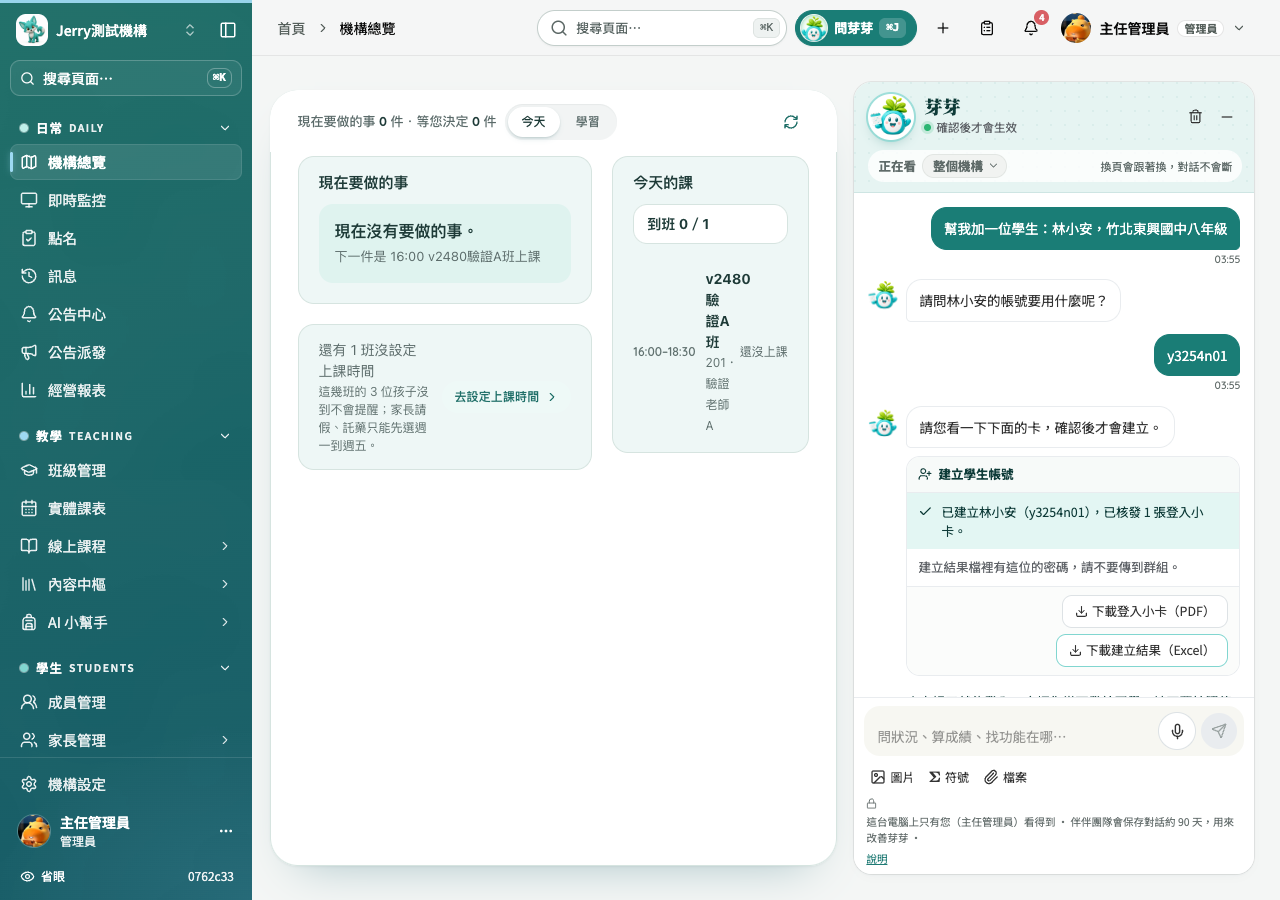 Jerry測試機構
搜尋頁面⋯
⌘K
日常 DAILY
機構總覽
即時監控
點名
訊息
公告中心
公告派發
經營報表
教學 TEACHING
班級管理
實體課表
線上課程
內容中樞
AI 小幫手
學生 STUDENTS
成員管理
家長管理
機構設定
主任管理員
管理員
省眼
0762c33
首頁
機構總覽
搜尋頁面⋯
⌘K
問芽芽
⌘J
4
主任管理員
管理員
現在要做的事 0 件 · 等您決定 0 件
今天
學習
現在要做的事
現在沒有要做的事。
下一件是 16:00 v2480驗證A班上課
還有 1 班沒設定
上課時間
這幾班的 3 位孩子沒
到不會提醒；家長請
假、託藥只能先選週
一到週五。
去設定上課時間
今天的課
到班 0 / 1
16:00–18:30
v2480
驗
證A
班
201 ·
驗證
老師
A
還沒上課
芽芽
確認後才會生效
正在看
整個機構
換頁會跟著換，對話不會斷
幫我加一位學生：林小安，竹北東興國中八年級
03:55
請問林小安的帳號要用什麼呢？
y3254n01
03:55
請您看一下下面的卡，確認後才會建立。
建立學生帳號
已建立林小安（y3254n01），已核發 1 張登入小
卡。
建立結果檔裡有這位的密碼，請不要傳到群組。
下載登入小卡（PDF）
下載建立結果（Excel）
問狀況、算成績、找功能在哪⋯
圖片
符號
檔案
這台電腦上只有您（主任管理員）看得到 · 伴伴團隊會保存對話約 90 天，用來
改善芽芽 ·
說明